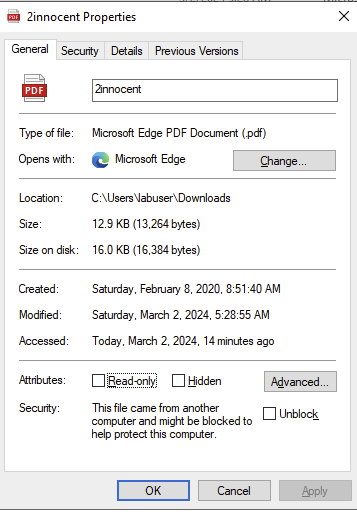 2innocent Properties
General Security Details Previous Versions
PDF 2innocent
Type of file: Microsoft Edge PDF Document (.pdf)
Opens with: Microsoft Edge Change...
Location: C:\Users\labuser\Downloads
Size: 12.9 KB (13,264 bytes)
Size on disk: 16.0 KB (16,384 bytes)
Created: Saturday, February 8, 2020, 8:51:40 AM
Modified: Saturday, March 2, 2024, 5:28:55 AM
Accessed: Today, March 2, 2024, 14 minutes ago
Attributes: Read-only Hidden Advanced...
Security: This file came from another
computer and might be blocked to
help protect this computer. Unblock
OK Cancel Apply